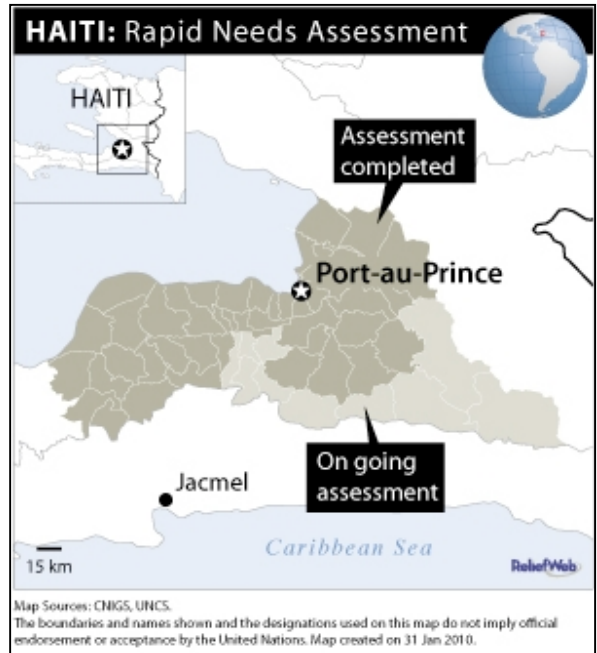 HAITI: Rapid Needs Assessment
HAITI
Assessment
completed
Port-au-Prince
On going
assessment
Jacmel
Caribbean Sea
15 km
ReliefWeb
Map Sources: CNIGS, UNCS.
The boundaries and names shown and the designations used on this map do not imply official
endorsement or acceptance by the United Nations. Map created on 31 Jan 2010.